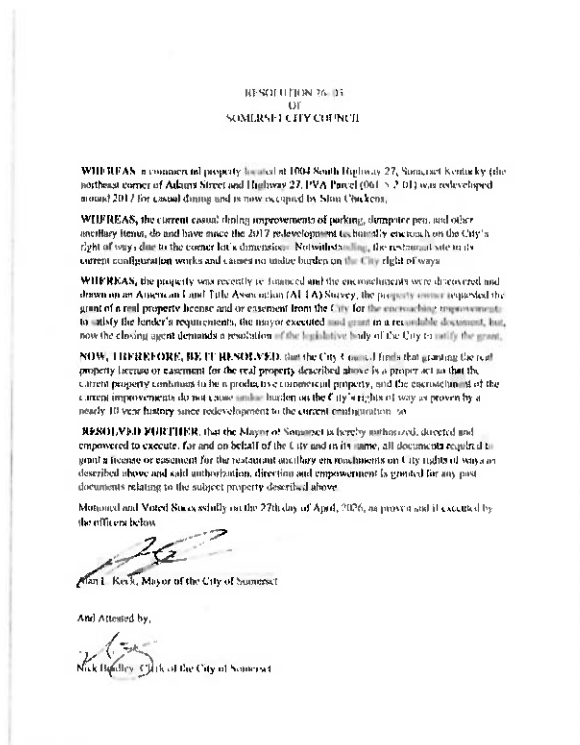 RESOLUTION 26-05
OF
SOMERSET CITY COUNCIL
WHEREAS, a commercial property located at 1004 South Highway 27, Somerset Kentucky (the
northeast corner of Adams Street and Highway 27, PVA Parcel (061-5-2-01) was redeveloped
around 2017 for casual dining and is now occupied by Slim Chickens,
WHEREAS, the current casual dining improvements of parking, dumpster pen, and other
ancillary items, do and have since the 2017 redevelopment technically encroach on the City's
right of ways due to the corner lot's dimensions. Notwithstanding, the restaurant site in its
current configuration works and causes no undue burden on the City right of ways
WHEREAS, the property was recently re-financed and the encroachments were discovered and
drawn on an American Land Title Association (ALTA) Survey, the property owner requested the
grant of a real property license and or easement from the City for the encroaching improvements
to satisfy the lender's requirements, the mayor executed said grant in a recordable document, but,
now the closing agent demands a resolution of the legislative body of the City to ratify the grant,
NOW, THEREFORE, BE IT RESOLVED, that the City Council finds that granting the real
property license or easement for the real property described above is a proper act so that the
current property continues to be a productive commercial property, and the encroachment of the
current improvements do not cause undue burden on the City's rights of way as proven by a
nearly 10 year history since redevelopment to the current configuration, so
RESOLVED FURTHER, that the Mayor of Somerset is hereby authorized, directed and
empowered to execute, for and on behalf of the City and in its name, all documents required to
grant a license or easement for the restaurant ancillary encroachments on City rights of ways as
described above and said authorization, direction and empowerment is granted for any past
documents relating to the subject property described above.
Motioned and Voted Successfully on the 27th day of April, 2026, as proven and if executed by
the officers below
Alan L. Keck, Mayor of the City of Somerset
And Attested by,
Nick Bradley, Clerk of the City of Somerset